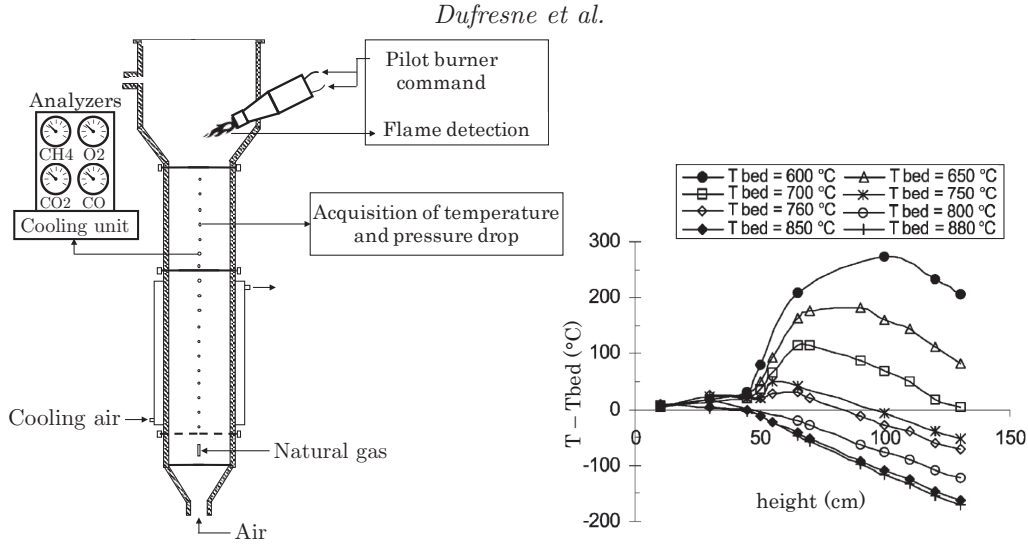 Dufresne et al.
Pilot burner
command
Flame detection
Analyzers
CH4 O2
CO2 CO
Cooling unit
Acquisition of temperature
and pressure drop
Cooling air
Natural gas
Air
T bed = 600 °C T bed = 650 °C
T bed = 700 °C T bed = 750 °C
T bed = 760 °C T bed = 800 °C
T bed = 850 °C T bed = 880 °C
T – Tbed (°C)
300
200
100
0
-100
-200
0 50 100 150
height (cm)